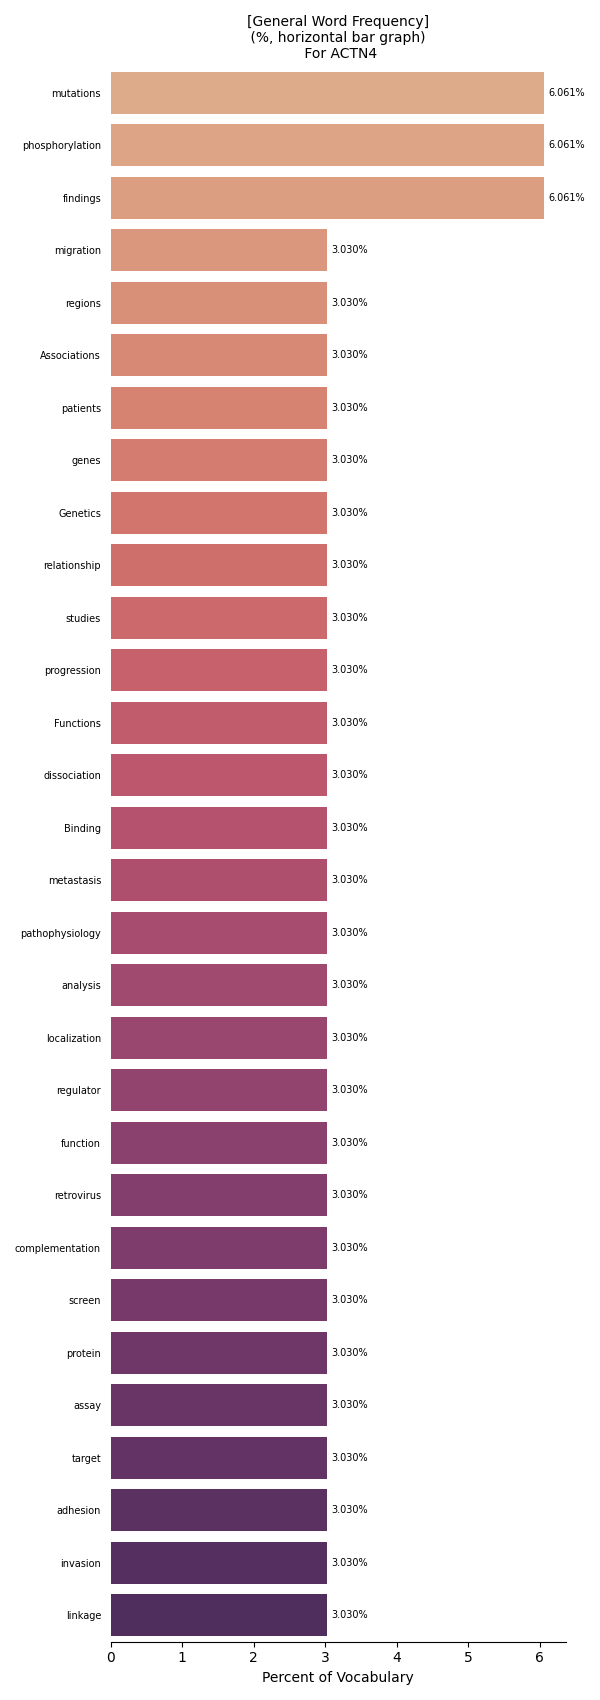 [General Word Frequency]
(%, horizontal bar graph)
For ACTN4
mutations 6.061%
phosphorylation 6.061%
findings 6.061%
migration 3.030%
regions 3.030%
Associations 3.030%
patients 3.030%
genes 3.030%
Genetics 3.030%
relationship 3.030%
studies 3.030%
progression 3.030%
Functions 3.030%
dissociation 3.030%
Binding 3.030%
metastasis 3.030%
pathophysiology 3.030%
analysis 3.030%
localization 3.030%
regulator 3.030%
function 3.030%
retrovirus 3.030%
complementation 3.030%
screen 3.030%
protein 3.030%
assay 3.030%
target 3.030%
adhesion 3.030%
invasion 3.030%
linkage 3.030%
0 1 2 3 4 5 6
Percent of Vocabulary